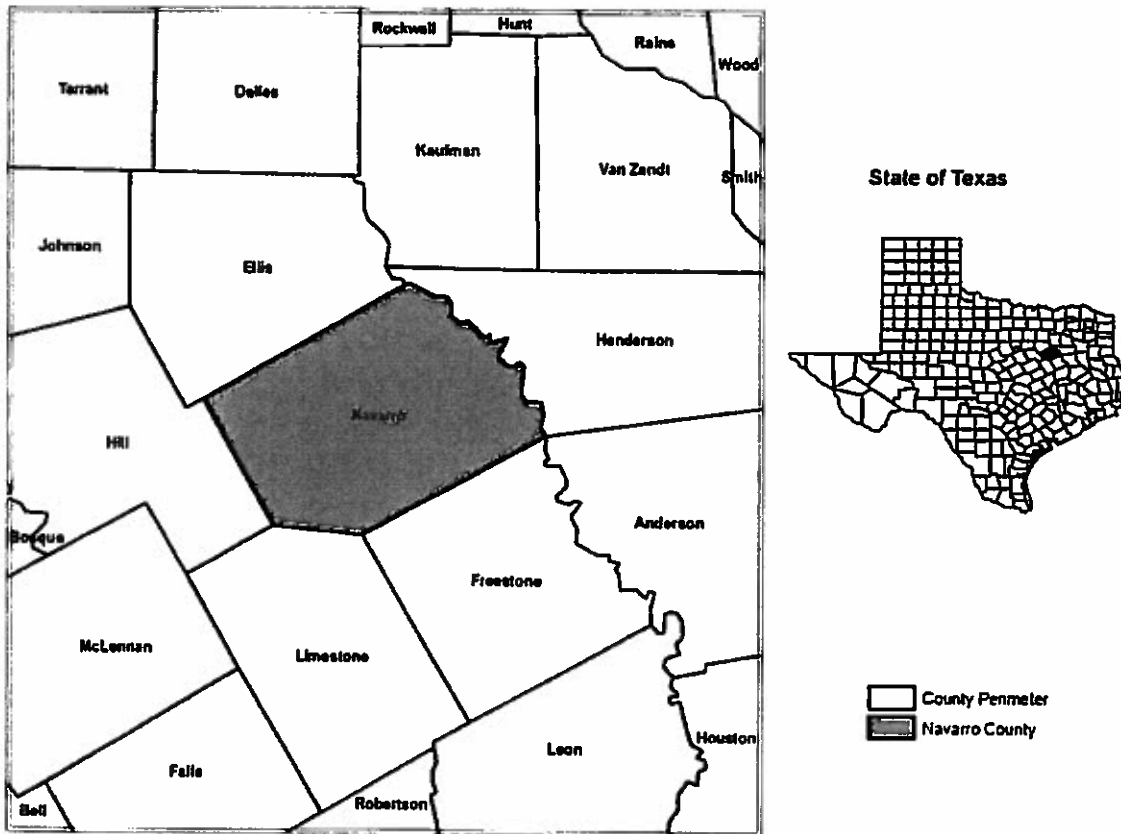 Rockwall
Hunt
Rains
Wood
Tarrant
Dallas
Kaufman
Van Zandt
Smith
Johnson
Ellis
Henderson
Navarro
Hill
Bosque
Anderson
Freestone
McLennan
Limestone
Leon
Houston
Falls
Bell
Robertson
State of Texas
County Perimeter
Navarro County